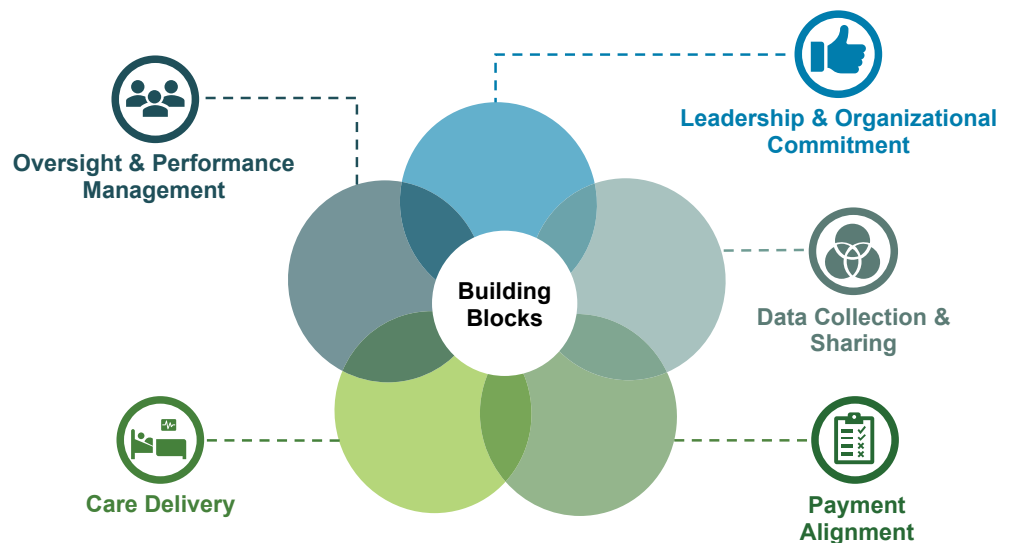 Leadership & Organizational
Commitment
Oversight & Performance
Management
Building
Blocks
Data Collection &
Sharing
Care Delivery
Payment
Alignment